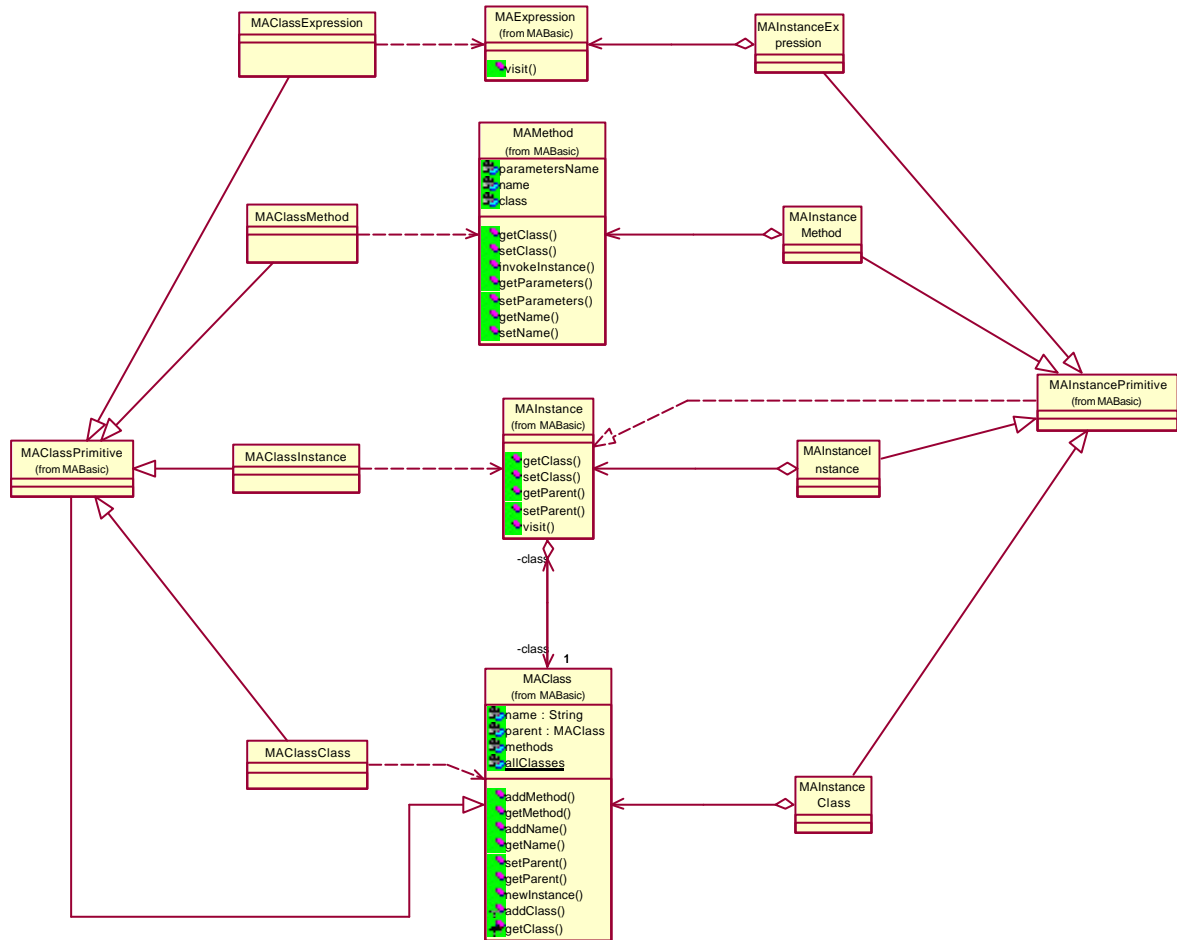 MAClassExpression
MAExpression
(from MABasic)
visit()
MAInstanceEx
pression
MAMethod
(from MABasic)
parametersName
name
class
getClass()
setClass()
invokeInstance()
getParameters()
setParameters()
getName()
setName()
MAClassMethod
MAInstance
Method
MAInstancePrimitive
(from MABasic)
MAClassPrimitive
(from MABasic)
MAClassInstance
MAInstance
(from MABasic)
getClass()
setClass()
getParent()
setParent()
visit()
MAInstanceI
nstance
-class
-class
1
MAClass
(from MABasic)
name : String
parent : MAClass
methods
allClasses
addMethod()
getMethod()
addName()
getName()
setParent()
getParent()
newInstance()
addClass()
getClass()
MAClassClass
MAInstance
Class